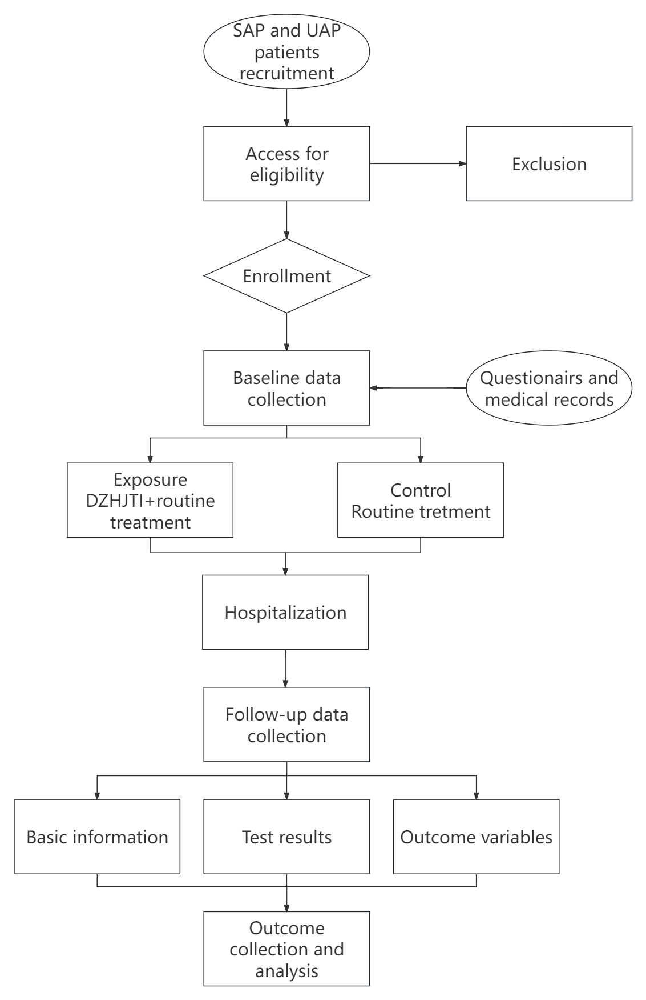 SAP and UAP
patients
recruitment
Access for
eligibility
Exclusion
Enrollment
Baseline data
collection
Questionairs and
medical records
Exposure
DZHJTI+routine
treatment
Control
Routine tretment
Hospitalization
Follow-up data
collection
Basic information
Test results
Outcome variables
Outcome
collection and
analysis